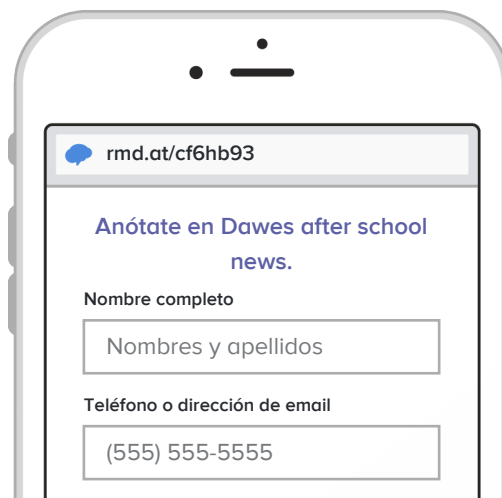 rmd.at/cf6hb93
Anótate en Dawes after school
news.
Nombre completo
Nombres y apellidos
Teléfono o dirección de email
(555) 555-5555